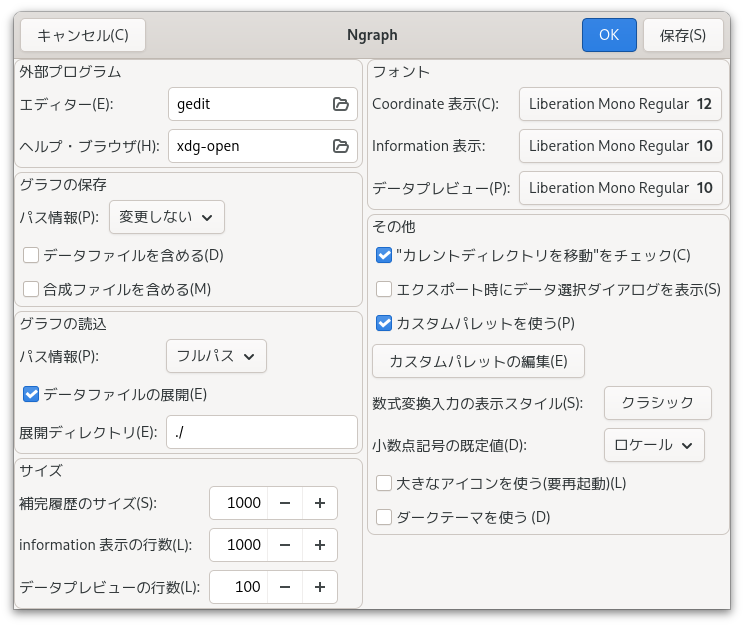 キャンセル(C)
Ngraph
OK
保存(S)
外部プログラム
エディター(E):
gedit
ヘルプ・ブラウザ(H):
xdg-open
グラフの保存
パス情報(P):
変更しない
データファイルを含める(D)
合成ファイルを含める(M)
グラフの読込
パス情報(P):
フルパス
データファイルの展開(E)
展開ディレクトリ(E):
./
サイズ
補完履歴のサイズ(S):
1000
information 表示の行数(L):
1000
データプレビューの行数(L):
100
フォント
Coordinate 表示(C):
Liberation Mono Regular 12
Information 表示:
Liberation Mono Regular 10
データプレビュー(P):
Liberation Mono Regular 10
その他
"カレントディレクトリを移動"をチェック(C)
エクスポート時にデータ選択ダイアログを表示(S)
カスタムパレットを使う(P)
カスタムパレットの編集(E)
数式変換入力の表示スタイル(S):
クラシック
小数点記号の既定値(D):
ロケール
大きなアイコンを使う(要再起動)(L)
ダークテーマを使う (D)